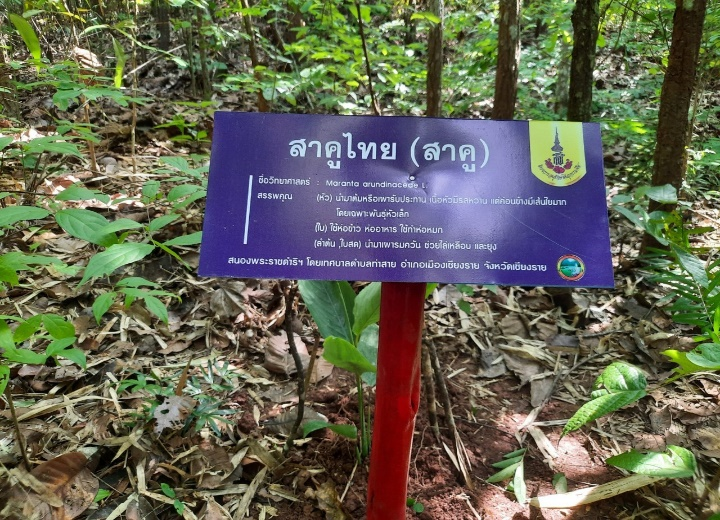 สาคูไทย (สาคู)
ชื่อวิทยาศาสตร์ : Maranta arundinacede L.
สรรพคุณ (หัว) นำมาต้มหรือเผารับประทาน เนื้อหัวมีรสหวาน แต่ค่อนข้างมีเส้นใยมาก
โดยเฉพาะพันธุ์หัวเล็ก
(ใบ) ใช้ห่อข้าว ห่ออาหาร ใช้ทำห่อหมก
(ลำต้น ,ใบสด) นำมาเผารมควัน ช่วยไล่เหลือบ และยุง
สนองพระราชดำริฯ โดยเทศบาลตำบลท่าสาย อำเภอเมืองเชียงราย จังหวัดเชียงราย